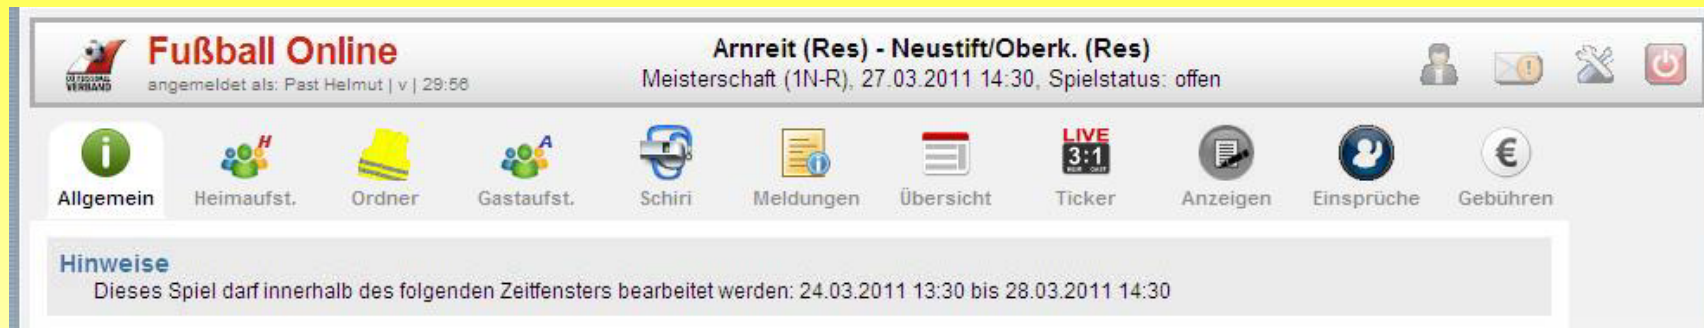 Fußball Online
angemeldet als: Past Helmut | v | 29:56
VERBAND
Arnreit (Res) - Neustift/Oberk. (Res)
Meisterschaft (1N-R), 27.03.2011 14:30, Spielstatus: offen
H
A
LIVE
3:1
Allgemein Heimaufst. Ordner Gastaufst. Schiri Meldungen Übersicht Ticker Anzeigen Einsprüche Gebühren
Hinweise
Dieses Spiel darf innerhalb des folgenden Zeitfensters bearbeitet werden: 24.03.2011 13:30 bis 28.03.2011 14:30